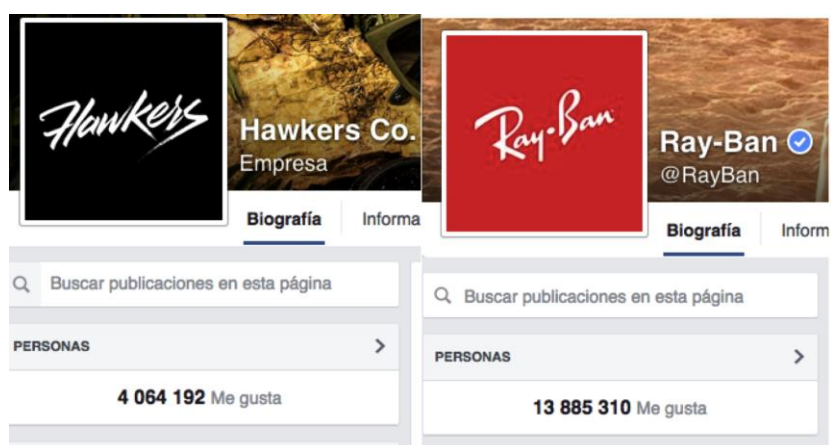 Hawkers
Hawkers Co.
Empresa
Biografía Informa
Buscar publicaciones en esta página
PERSONAS
4 064 192 Me gusta
Ray-Ban
Ray-Ban
@RayBan
Biografía Inform
Buscar publicaciones en esta página
PERSONAS
13 885 310 Me gusta